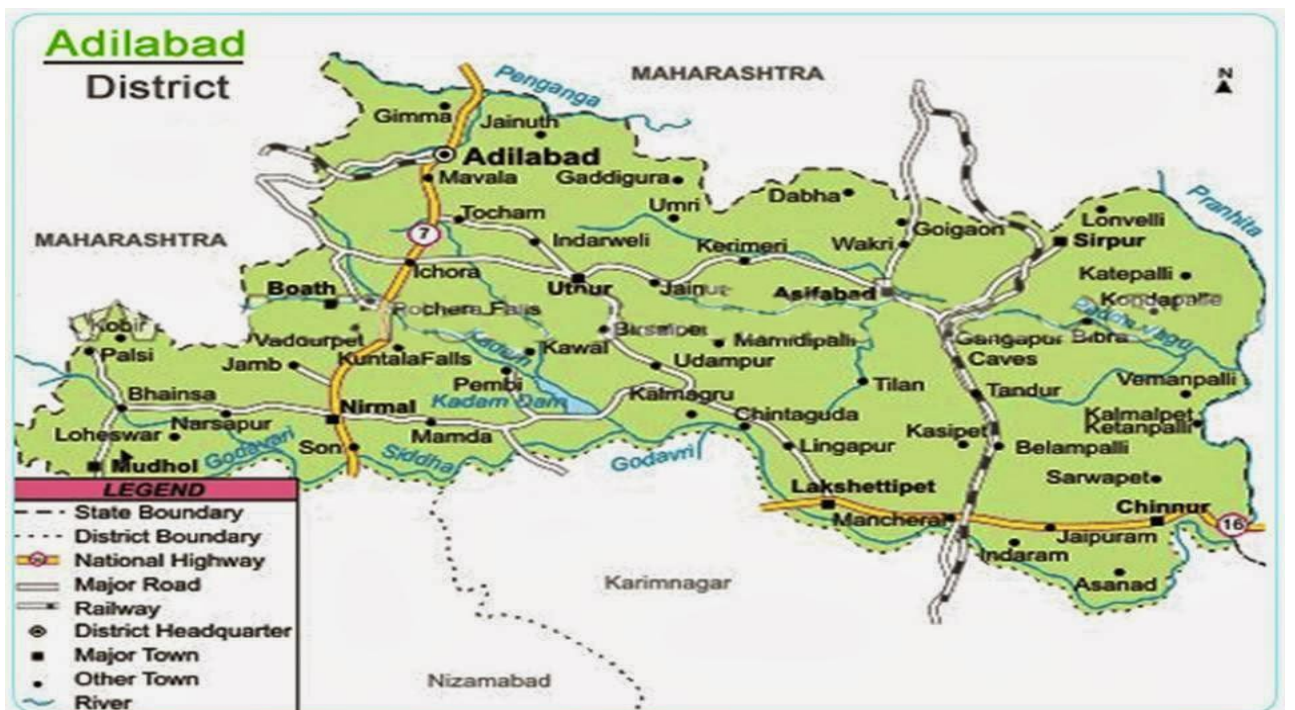 Adilabad
District
MAHARASHTRA
N
Penganga
Gimma
Jainuth
Adilabad
Mavala
Gaddigura
Dabha
Pranhita
Umri
Lonvelli
Tocham
Goigaon
MAHARASHTRA
7
Indarweli
Kerimeri
Wakri
Sirpur
Ichora
Katepalli
Boath
Utnur
Jainur
Asifabad
Kondapalle
Pochera Falls
Kobir
Vadourpet
Mamidipalli
Gangapur
Bibra
Palsi
Kuntala Falls
Kawal
Caves
Jamb
Udampur
Pembi
Tilan
Tandur
Vemanpalli
Bhainsa
Kadam Dam
Kalmagru
Nirmal
Chintaguda
Kalmalpet
Narsapur
Ketanpalli
Loheswar
Godavari
Son
Mamda
Kasipet
Siddha
Godavri
Lingapur
Belampalli
Mudhol
Sarwapet
Lakshettipet
LEGEND
Chinnur
State Boundary
Mancheral
16
District Boundary
Jaipuram
National Highway
Indaram
Major Road
Karimnagar
Asanad
Railway
District Headquarter
Major Town
Other Town
Nizamabad
River